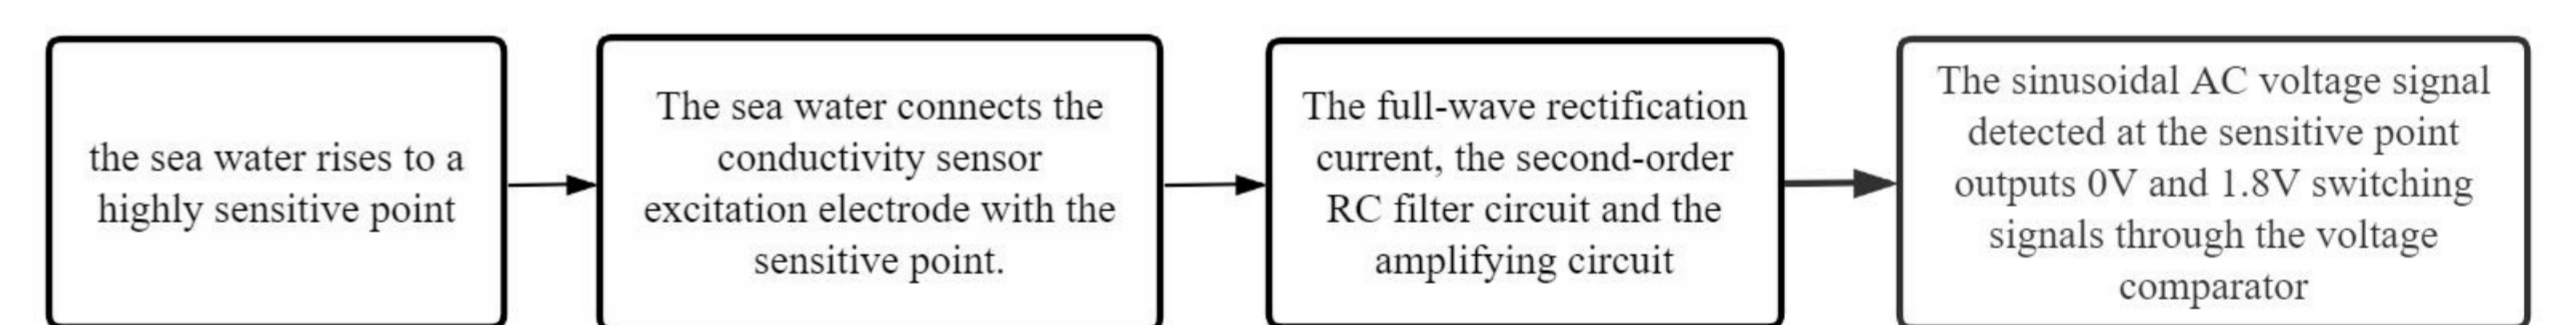 the sea water rises to a
highly sensitive point
The sea water connects the
conductivity sensor
excitation electrode with the
sensitive point.
The full-wave rectification
current, the second-order
RC filter circuit and the
amplifying circuit
The sinusoidal AC voltage signal
detected at the sensitive point
outputs 0V and 1.8V switching
signals through the voltage
comparator